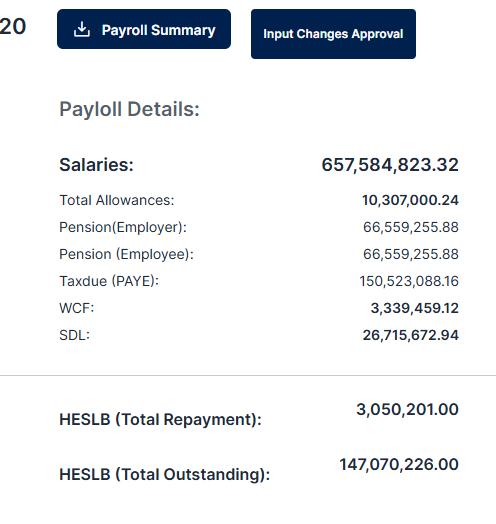 20
Payroll Summary
Input Changes Approval
Payloll Details:
Salaries: 657,584,823.32
Total Allowances: 10,307,000.24
Pension(Employer): 66,559,255.88
Pension (Employee): 66,559,255.88
Taxdue (PAYE): 150,523,088.16
WCF: 3,339,459.12
SDL: 26,715,672.94
HESLB (Total Repayment): 3,050,201.00
HESLB (Total Outstanding): 147,070,226.00